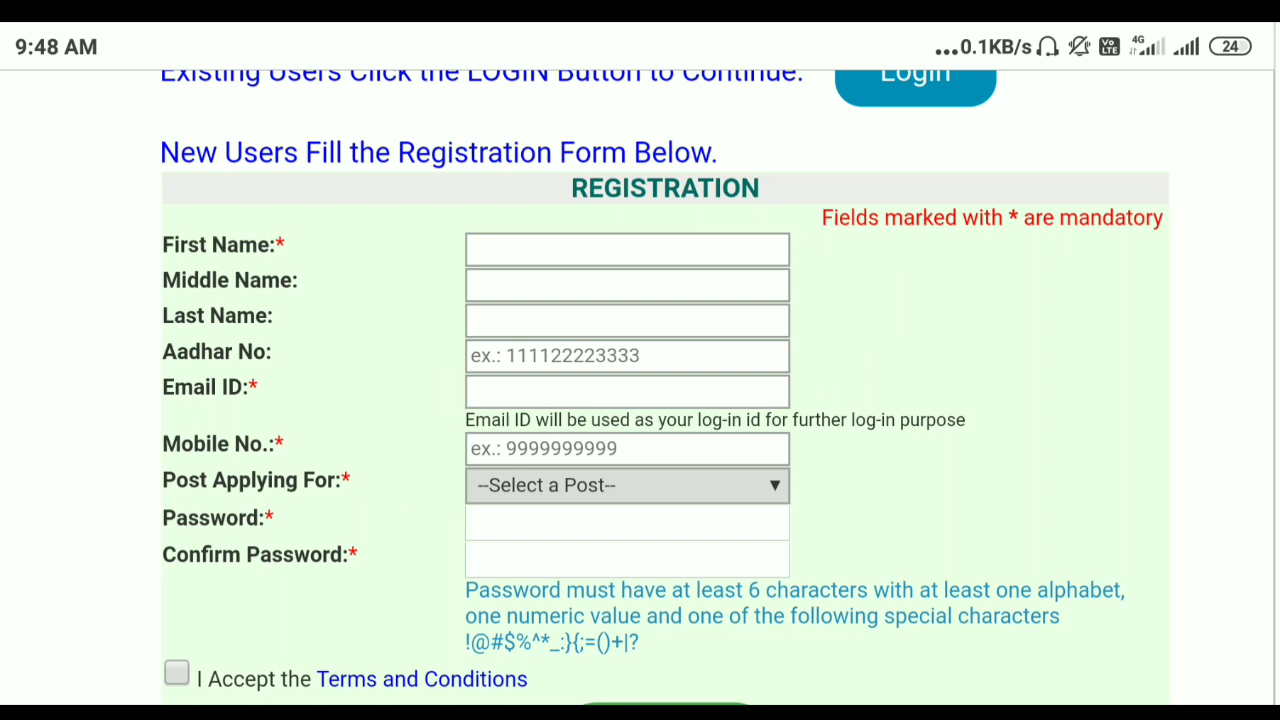 9:48 AM ...0.1KB/s Vo LTE 4G 24
Existing Users Click the LOGIN Button to Continue. Login
New Users Fill the Registration Form Below.
REGISTRATION
Fields marked with * are mandatory
First Name:*
Middle Name:
Last Name:
Aadhar No: ex.: 111122223333
Email ID:*
Email ID will be used as your log-in id for further log-in purpose
Mobile No.:* ex.: 9999999999
Post Applying For:* --Select a Post--
Password:*
Confirm Password:*
Password must have at least 6 characters with at least one alphabet,
one numeric value and one of the following special characters
!@#$%^*_:}{;=()+|?
I Accept the Terms and Conditions